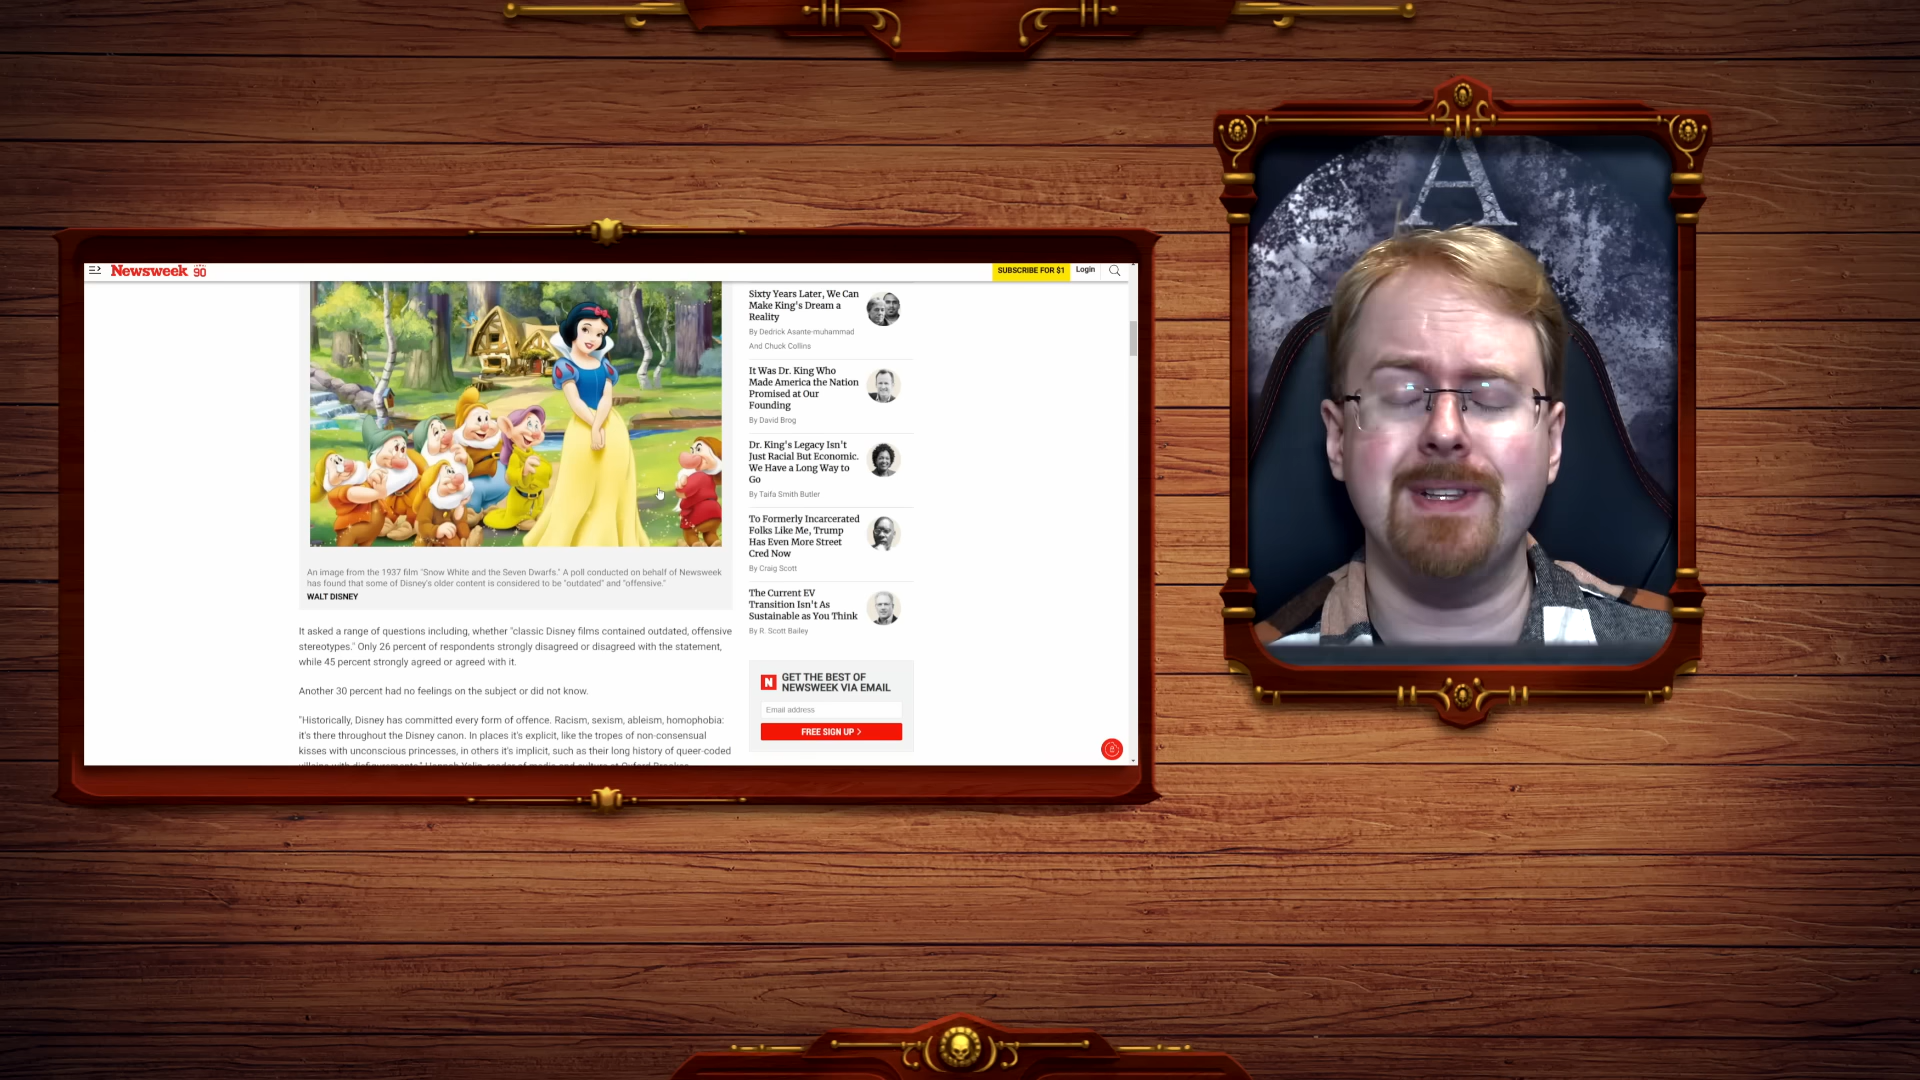 A
Newsweek 90
SUBSCRIBE FOR $1
Login
Sixty Years Later, We Can
Make King's Dream a
Reality
By Dedrick Asante-muhammad
And Chuck Collins
It Was Dr. King Who
Made America the Nation
Promised at Our
Founding
By David Brog
Dr. King's Legacy Isn't
Just Racial But Economic.
We Have a Long Way to
Go
By Taifa Smith Butler
To Formerly Incarcerated
Folks Like Me, Trump
Has Even More Street
Cred Now
By Craig Scott
The Current EV
Transition Isn't As
Sustainable as You Think
By R. Scott Bailey
An image from the 1937 film "Snow White and the Seven Dwarfs." A poll conducted on behalf of Newsweek
has found that some of Disney's older content is considered to be "outdated" and "offensive."
WALT DISNEY
It asked a range of questions including, whether "classic Disney films contained outdated, offensive
stereotypes." Only 26 percent of respondents strongly disagreed or disagreed with the statement,
while 45 percent strongly agreed or agreed with it.
Another 30 percent had no feelings on the subject or did not know.
"Historically, Disney has committed every form of offence. Racism, sexism, ableism, homophobia:
it's there throughout the Disney canon. In places it's explicit, like the tropes of non-consensual
kisses with unconscious princesses, in others it's implicit, such as their long history of queer-coded
N
GET THE BEST OF
NEWSWEEK VIA EMAIL
Email address
FREE SIGN UP >